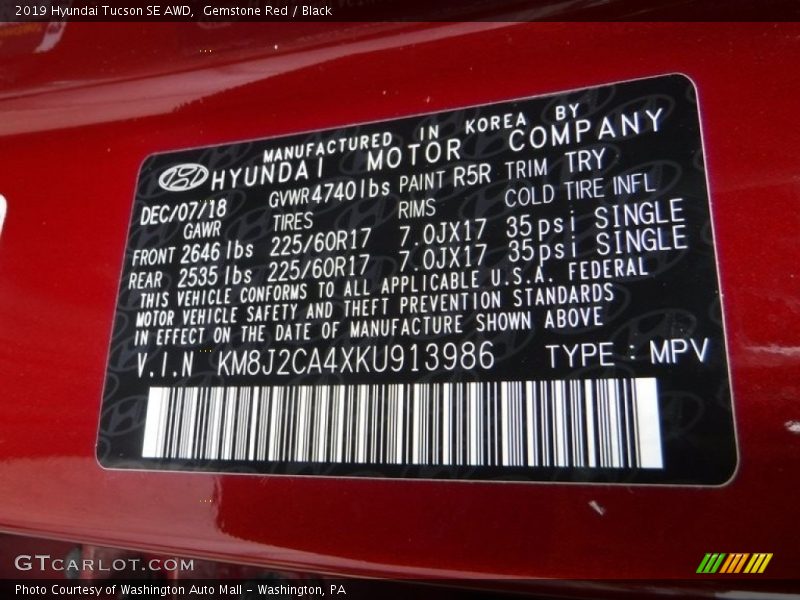 2019 Hyundai Tucson SE AWD,  Gemstone Red / Black
MANUFACTURED IN KOREA BY
HYUNDAI MOTOR COMPANY
DEC/07/18 GVWR4740lbs PAINT R5R TRIM TRY
GAWR TIRES RIMS COLD TIRE INFL
FRONT 2646 lbs 225/60R17 7.0JX17 35psi SINGLE
REAR 2535 lbs 225/60R17 7.0JX17 35psi SINGLE
THIS VEHICLE CONFORMS TO ALL APPLICABLE U.S.A. FEDERAL
MOTOR VEHICLE SAFETY AND THEFT PREVENTION STANDARDS
IN EFFECT ON THE DATE OF MANUFACTURE SHOWN ABOVE
V.I.N KM8J2CA4XKU913986 TYPE : MPV
GTCARLOT.COM
Photo Courtesy of Washington Auto Mall - Washington, PA